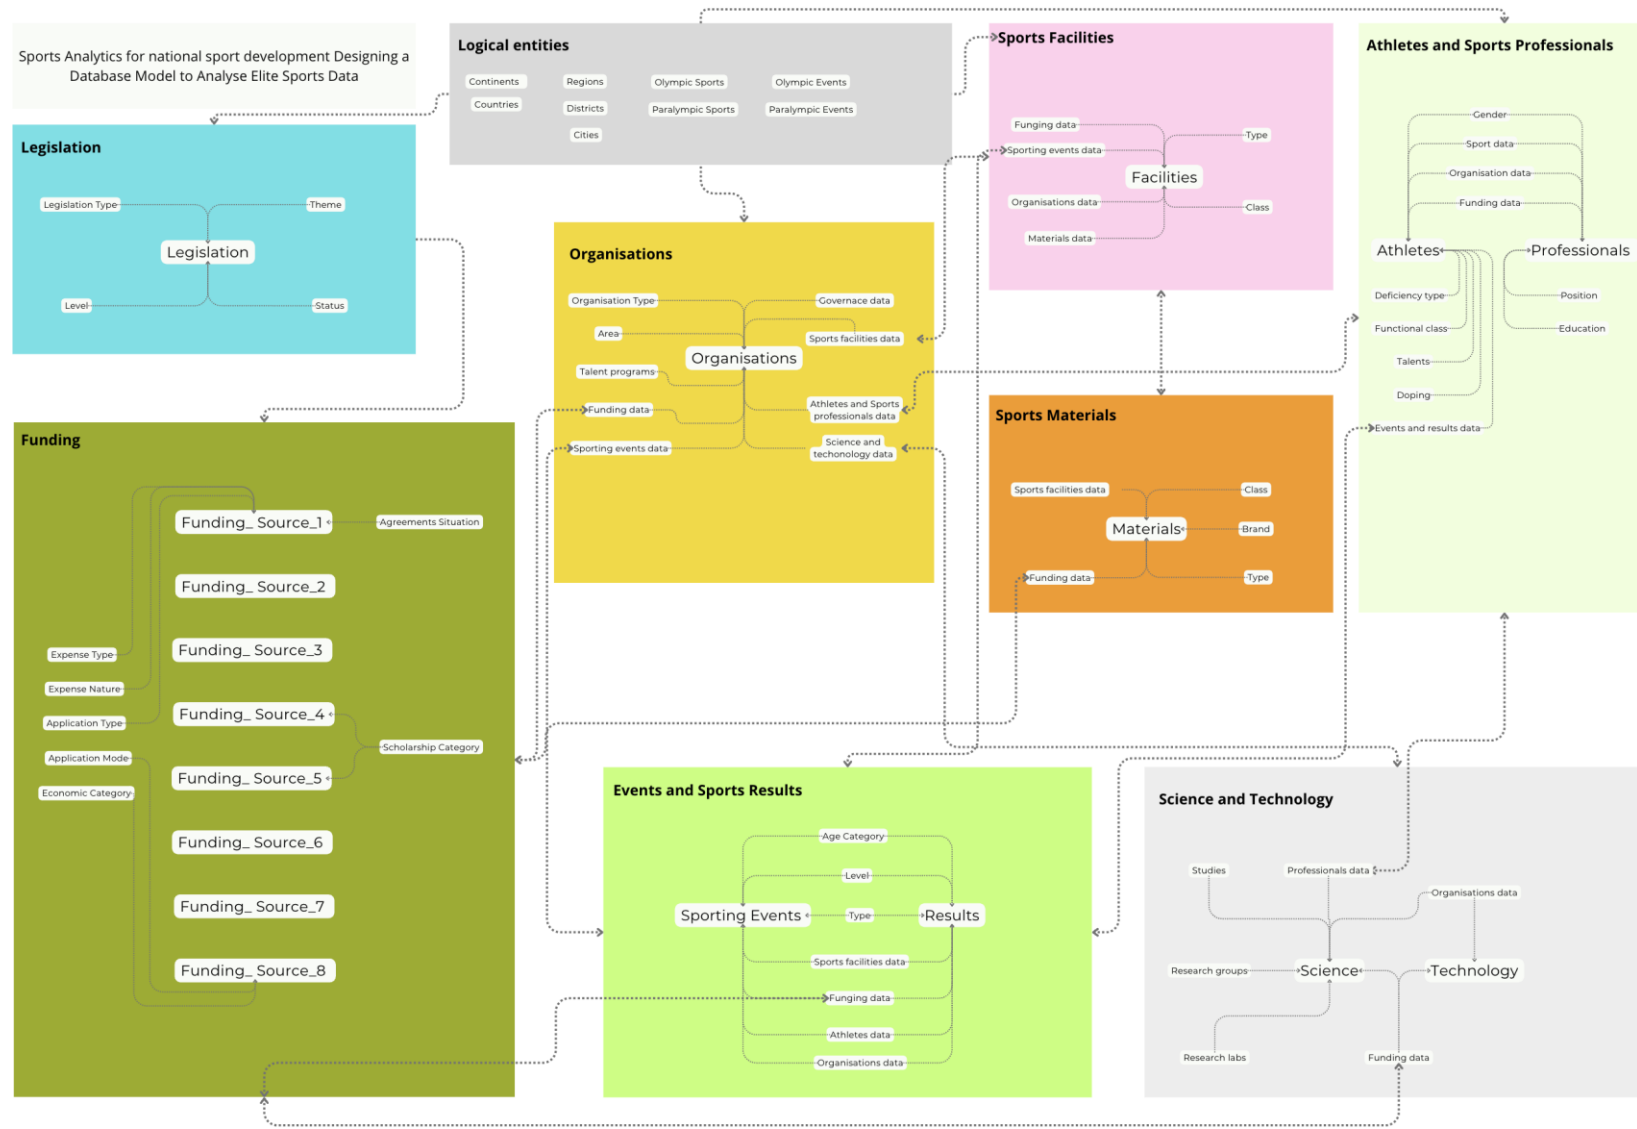 Sports Analytics for national sport development Designing a
Database Model to Analyse Elite Sports Data
Logical entities
Continents
Regions
Olympic Sports
Olympic Events
Countries
Districts
Paralympic Sports
Paralympic Events
Cities
Legislation
Legislation Type
Theme
Legislation
Level
Status
Sports Facilities
Funging data
Type
Sporting events data
Facilities
Organisations data
Class
Materials data
Athletes and Sports Professionals
Gender
Sport data
Organisation data
Funding data
Athletes
Professionals
Deficiency type
Position
Functional class
Education
Talents
Doping
Events and results data
Organisations
Organisation Type
Governace data
Area
Sports facilities data
Organisations
Talent programs
Funding data
Athletes and Sports
professionals data
Sporting events data
Science and
techonology data
Sports Materials
Sports facilities data
Class
Materials
Brand
Funding data
Type
Funding
Funding_ Source_1
Agreements Situation
Funding_ Source_2
Funding_ Source_3
Expense Type
Expense Nature
Funding_ Source_4
Application Type
Scholarship Category
Application Mode
Funding_ Source_5
Economic Category
Funding_ Source_6
Funding_ Source_7
Funding_ Source_8
Events and Sports Results
Age Category
Level
Sporting Events
Type
Results
Sports facilities data
Funging data
Athletes data
Organisations data
Science and Technology
Studies
Professionals data
Organisations data
Research groups
Science
Technology
Research labs
Funding data